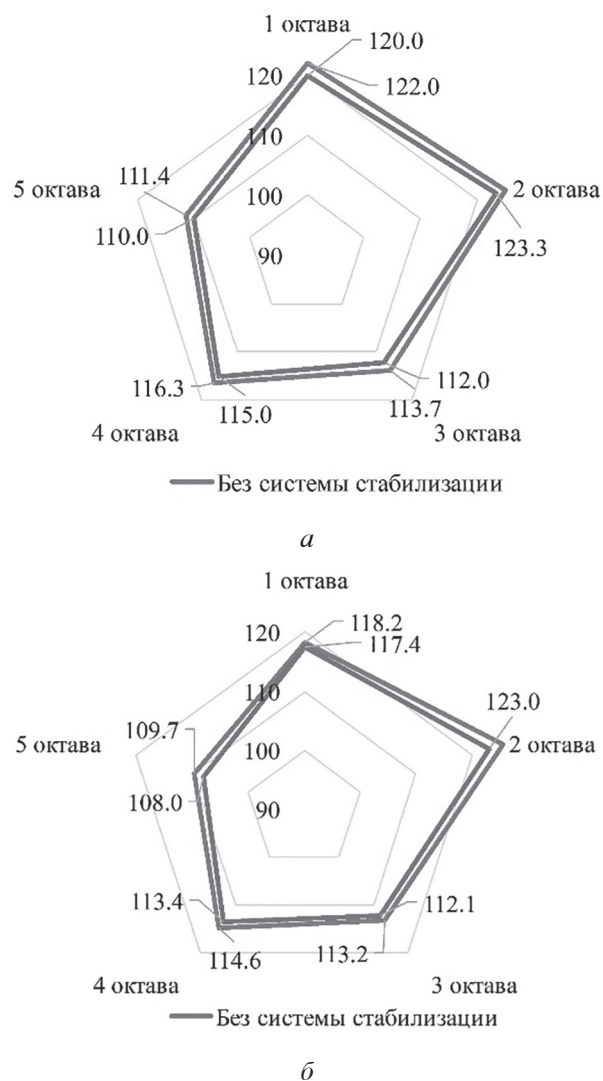 1 октава
120.0
120
122.0
110
5 октава
111.4
100
2 октава
110.0
90
123.3
116.3
112.0
115.0
113.7
4 октава
3 октава
Без системы стабилизации
а
1 октава
118.2
120
117.4
110
123.0
109.7
5 октава
100
2 октава
108.0
90
113.4
112.1
114.6
113.2
4 октава
3 октава
Без системы стабилизации
б